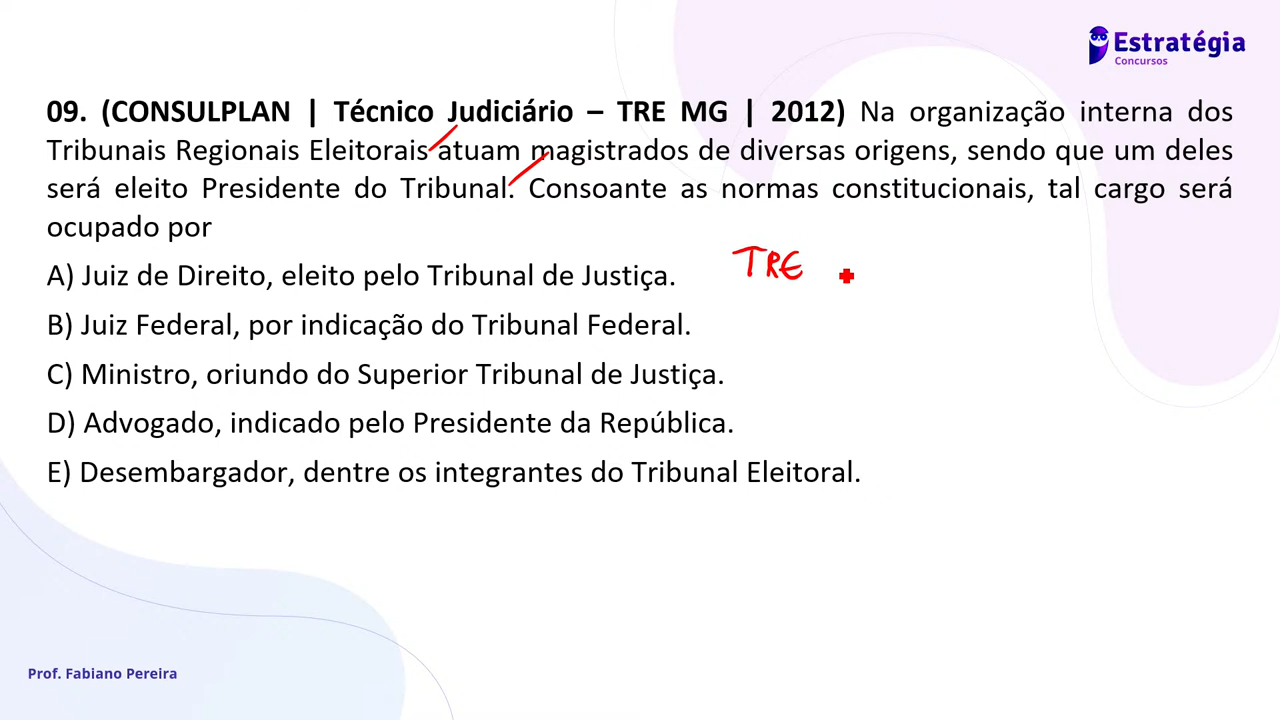 Estratégia
Concursos
09. (CONSULPLAN | Técnico Judiciário – TRE MG | 2012) Na organização interna dos
Tribunais Regionais Eleitorais atuam magistrados de diversas origens, sendo que um deles
será eleito Presidente do Tribunal. Consoante as normas constitucionais, tal cargo será
ocupado por
A) Juiz de Direito, eleito pelo Tribunal de Justiça.
TRE
B) Juiz Federal, por indicação do Tribunal Federal.
C) Ministro, oriundo do Superior Tribunal de Justiça.
D) Advogado, indicado pelo Presidente da República.
E) Desembargador, dentre os integrantes do Tribunal Eleitoral.
Prof. Fabiano Pereira